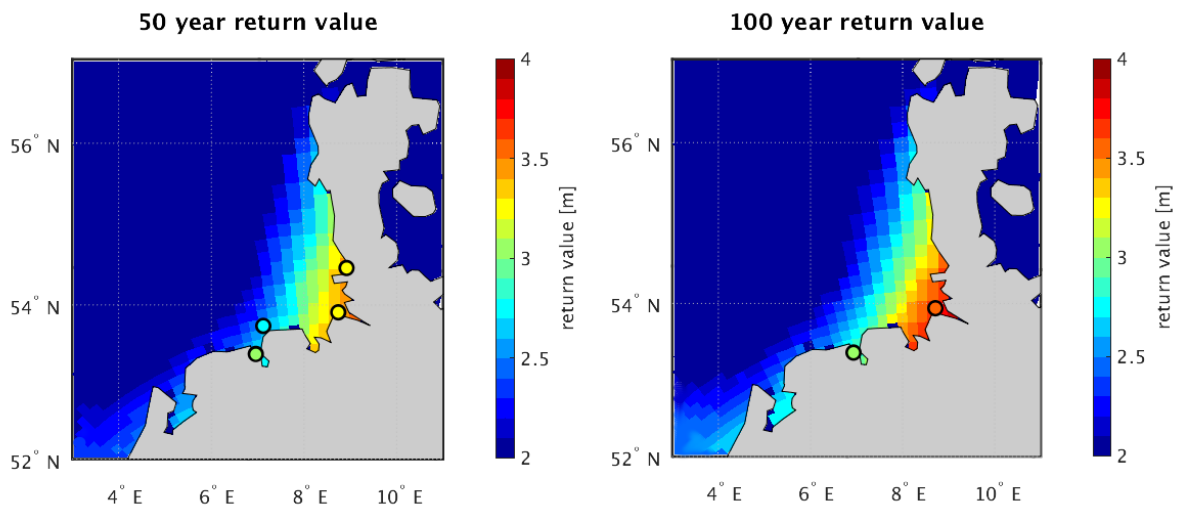 50 year return value
100 year return value
56° N
54° N
52° N
4° E
6° E
8° E
10° E
4
3.5
3
2.5
2
return value [m]
56° N
54° N
52° N
4° E
6° E
8° E
10° E
4
3.5
3
2.5
2
return value [m]